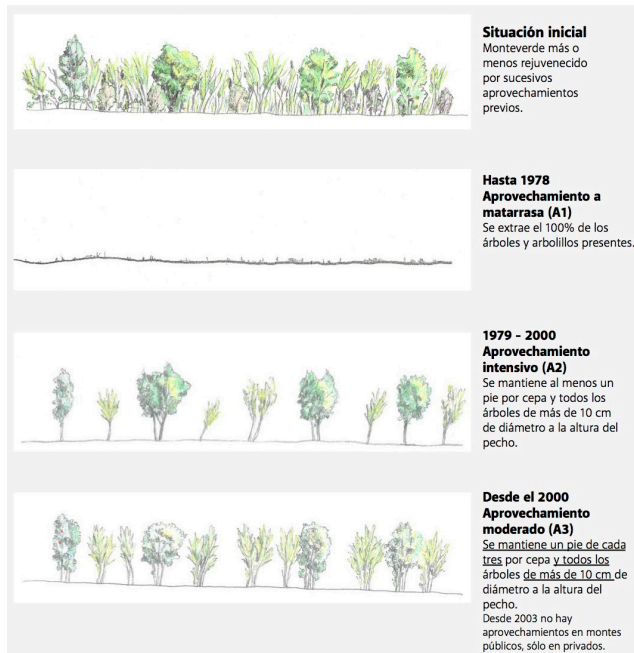 Situación inicial
Monteverde más o
menos rejuvenecido
por sucesivos
aprovechamientos
previos.
Hasta 1978
Aprovechamiento a
matarrasa (A1)
Se extrae el 100% de los
árboles y arbolillos presentes.
1979 - 2000
Aprovechamiento
intensivo (A2)
Se mantiene al menos un
pie por cepa y todos los
árboles de más de 10 cm
de diámetro a la altura del
pecho.
Desde el 2000
Aprovechamiento
moderado (A3)
Se mantiene un pie de cada
tres por cepa y todos los
árboles de más de 10 cm de
diámetro a la altura del
pecho.
Desde 2003 no hay
aprovechamientos en montes
públicos, sólo en privados.